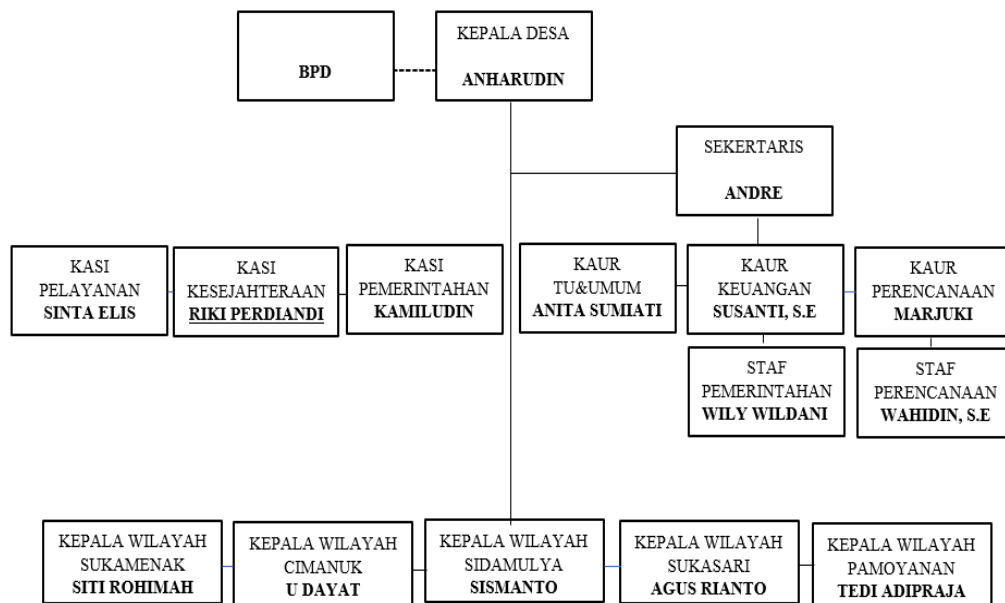 KEPALA DESA
ANHARUDIN
BPD
SEKERTARIS
ANDRE
KASI
PELAYANAN
SINTA ELIS
KASI
KESEJAHTERAAN
RIKI PERDIANDI
KASI
PEMERINTAHAN
KAMILUDIN
KAUR
TU&UMUM
ANITA SUMIATI
KAUR
KEUANGAN
SUSANTI, S.E
KAUR
PERENCANAAN
MARJUKI
STAF
PEMERINTAHAN
WILY WILDANI
STAF
PERENCANAAN
WAHIDIN, S.E
KEPALA WILAYAH
SUKAMENAK
SITI ROHIMAH
KEPALA WILAYAH
CIMANUK
U DAYAT
KEPALA WILAYAH
SIDAMULYA
SISMANTO
KEPALA WILAYAH
SUKASARI
AGUS RIANTO
KEPALA WILAYAH
PAMOYANAN
TEDI ADIPRAJA